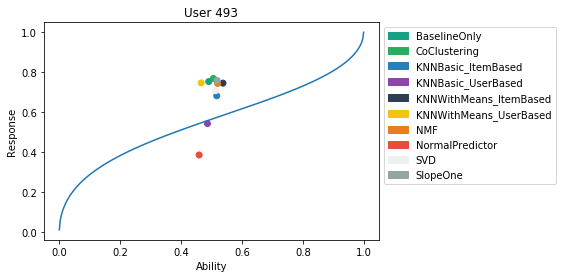 User 493
1.0
0.8
0.6
0.4
0.2
0.0
Response
0.0 0.2 0.4 0.6 0.8 1.0
Ability
BaselineOnly
CoClustering
KNNBasic_ItemBased
KNNBasic_UserBased
KNNWithMeans_ItemBased
KNNWithMeans_UserBased
NMF
NormalPredictor
SVD
SlopeOne